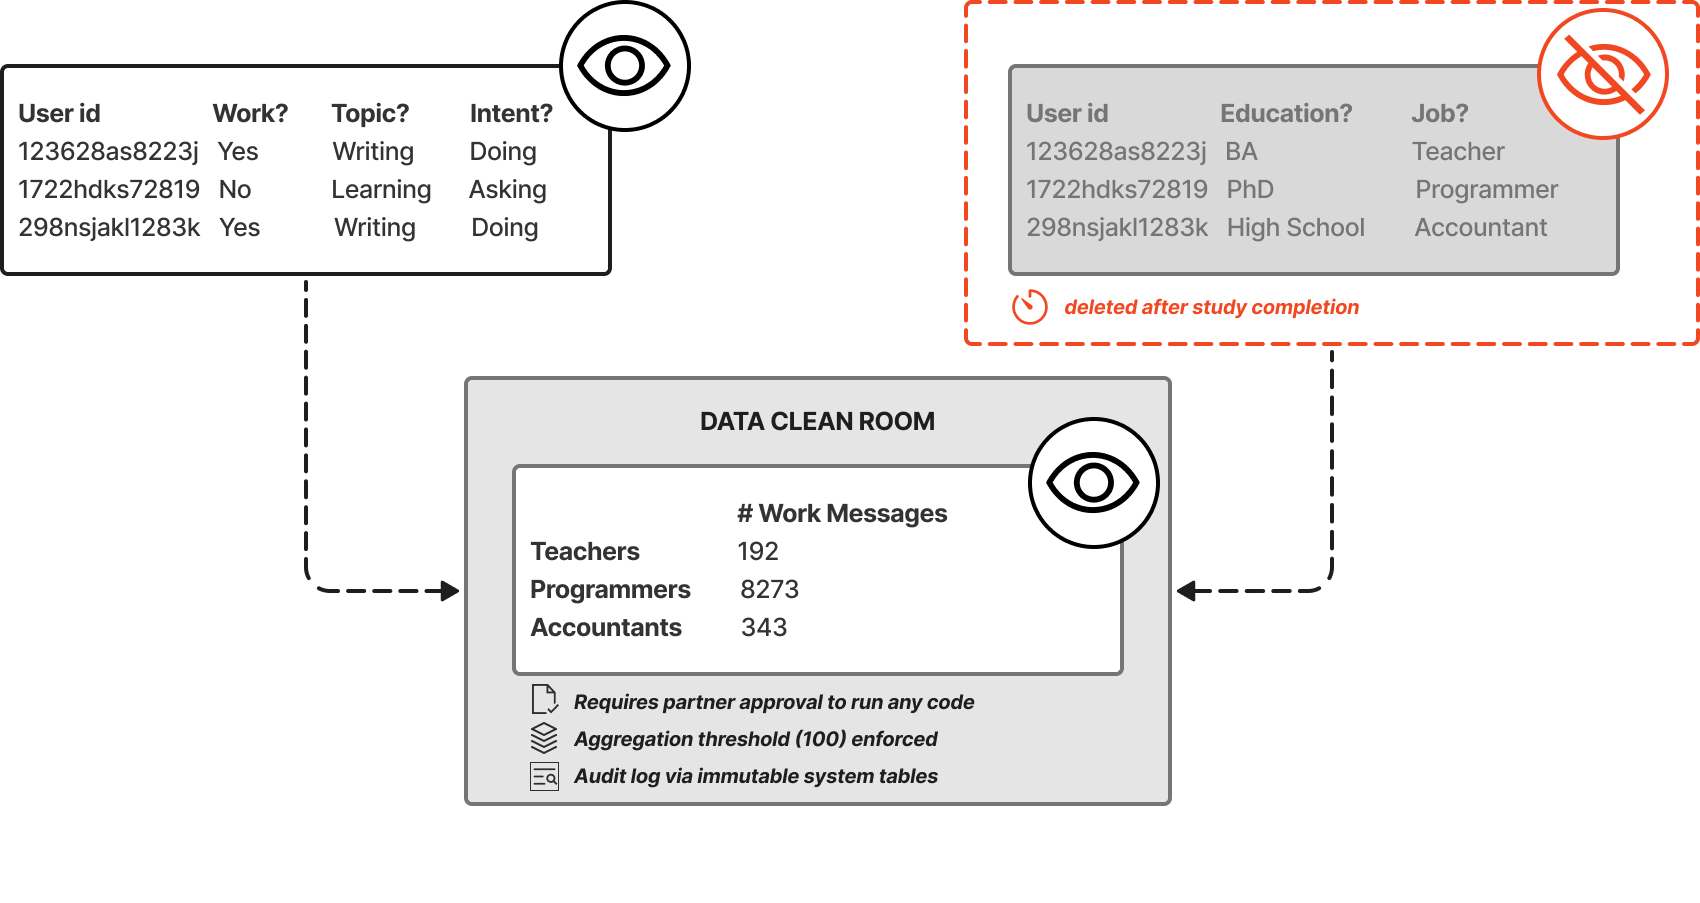 User id Work? Topic? Intent?
123628as8223j Yes Writing Doing
1722hdks72819 No Learning Asking
298nsjakl1283k Yes Writing Doing
User id Education? Job?
123628as8223j BA Teacher
1722hdks72819 PhD Programmer
298nsjakl1283k High School Accountant
deleted after study completion
DATA CLEAN ROOM
# Work Messages
Teachers 192
Programmers 8273
Accountants 343
Requires partner approval to run any code
Aggregation threshold (100) enforced
Audit log via immutable system tables